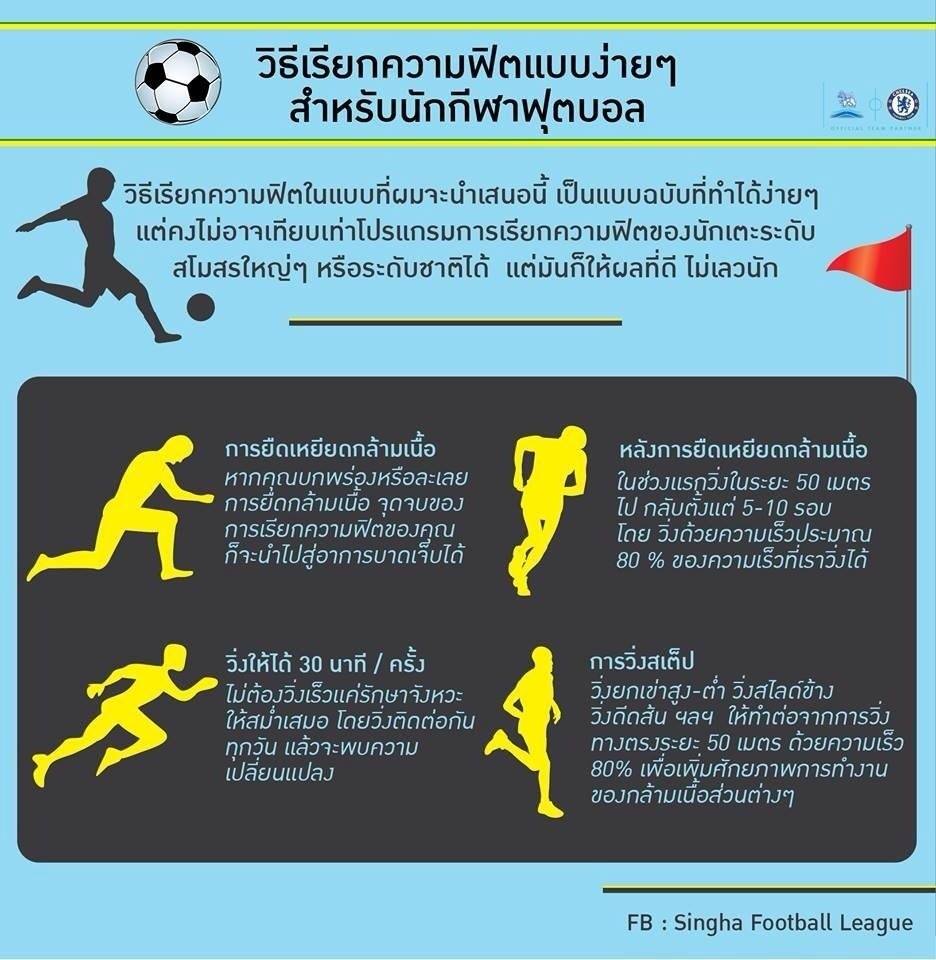 วิธีเรียกความฟิตแบบง่ายๆ
สำหรับนักกีฬาฟุตบอล
CHELSEA
OFFICIAL TEAM PARTNER
วิธีเรียกความฟิตในแบบที่ผมจะนำเสนอนี้ เป็นแบบฉบับที่ทำได้ง่ายๆ
แต่คงไม่อาจเทียบเท่าโปรแกรมการเรียกความฟิตของนักเตะระดับ
สโมสรใหญ่ๆ หรือระดับชาติได้ แต่มันก็ให้ผลที่ดี ไม่เลวนัก
การยืดเหยียดกล้ามเนื้อ
หากคุณบกพร่องหรือละเลย
การยืดกล้ามเนื้อ จุดจบของ
การเรียกความฟิตของคุณ
ก็จะนำไปสู่อาการบาดเจ็บได้
หลังการยืดเหยียดกล้ามเนื้อ
ในช่วงแรกวิ่งในระยะ 50 เมตร
ไป กลับตั้งแต่ 5-10 รอบ
โดย วิ่งด้วยความเร็วประมาณ
80 % ของความเร็วที่เราวิ่งได้
วิ่งให้ได้ 30 นาที / ครั้ง
ไม่ต้องวิ่งเร็วแค่รักษาจังหวะ
ให้สม่ำเสมอ โดยวิ่งติดต่อกัน
ทุกวัน แล้วจะพบความ
เปลี่ยนแปลง
การวิ่งสเต็ป
วิ่งยกเข่าสูง-ต่ำ วิ่งสไลด์ข้าง
วิ่งดีดส้น ฯลฯ ให้ทำต่อจากการวิ่ง
ทางตรงระยะ 50 เมตร ด้วยความเร็ว
80% เพื่อเพิ่มศักยภาพการทำงาน
ของกล้ามเนื้อส่วนต่างๆ
FB : Singha Football League